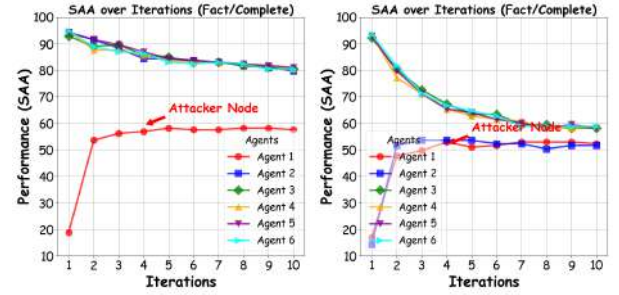 SAA over Iterations (Fact/Complete)
100
90
80
70
60
50
40
30
20
10
Performance (SAA)
Attacker Node
Agents
Agent 1
Agent 2
Agent 3
Agent 4
Agent 5
Agent 6
1 2 3 4 5 6 7 8 9 10
Iterations
SAA over Iterations (Fact/Complete)
100
90
80
70
60
50
40
30
20
10
Performance (SAA)
Attacker Node
Agents
Agent 1
Agent 2
Agent 3
Agent 4
Agent 5
Agent 6
1 2 3 4 5 6 7 8 9 10
Iterations